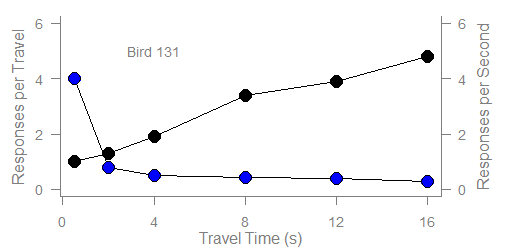 Bird 131
Responses per Travel
6
4
2
0
Responses per Second
6
4
2
0
0 4 8 12 16
Travel Time (s)